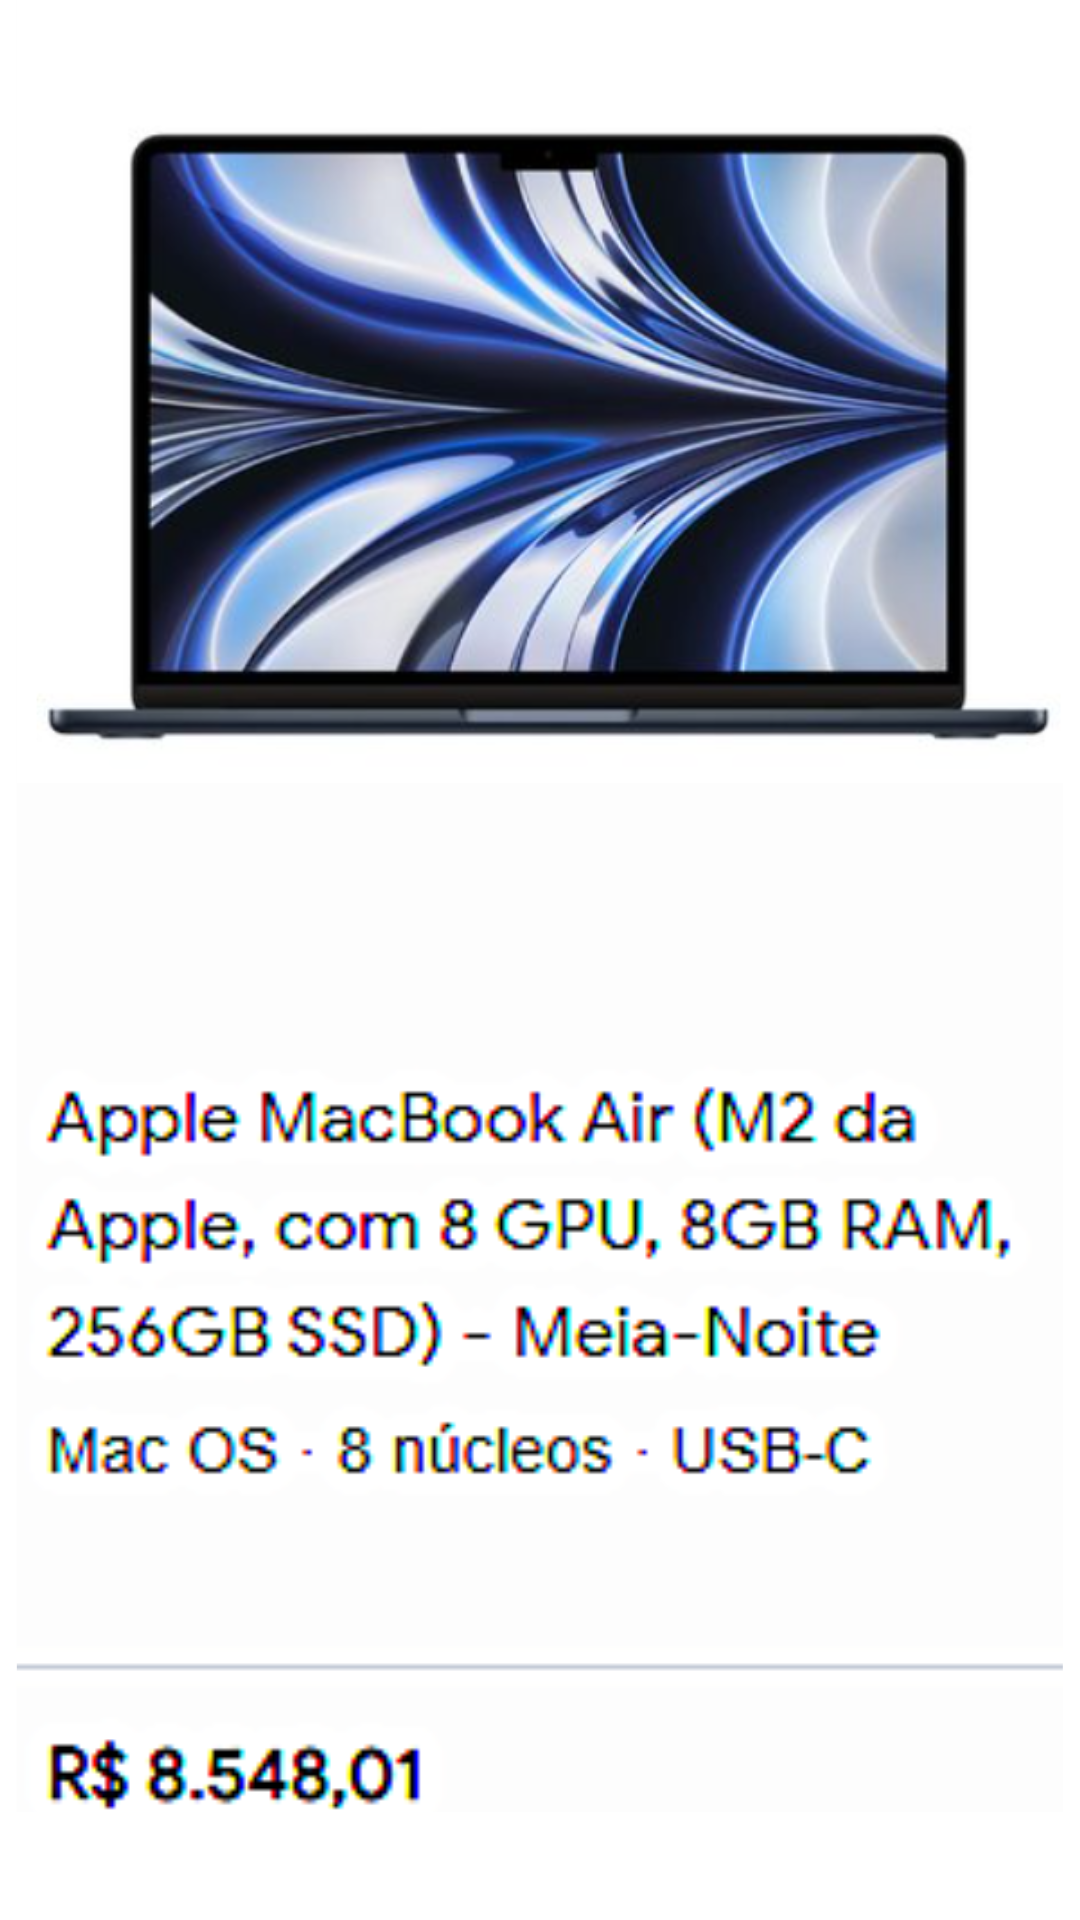 Apple MacBook Air (M2 da
Apple, com 8 GPU, 8GB RAM,
256GB SSD) - Meia-Noite
Mac OS · 8 núcleos · USB-C
R$ 8.548,01